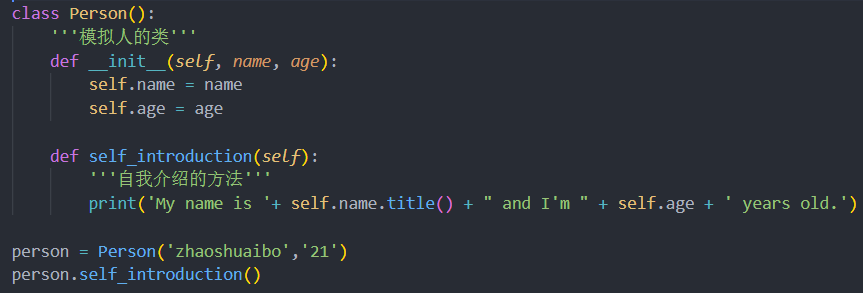 class Person():
    '''模拟人的类'''
    def __init__(self, name, age):
        self.name = name
        self.age = age

    def self_introduction(self):
        '''自我介绍的方法'''
        print('My name is '+ self.name.title() + " and I'm " + self.age + ' years old.')

person = Person('zhaoshuaibo','21')
person.self_introduction()